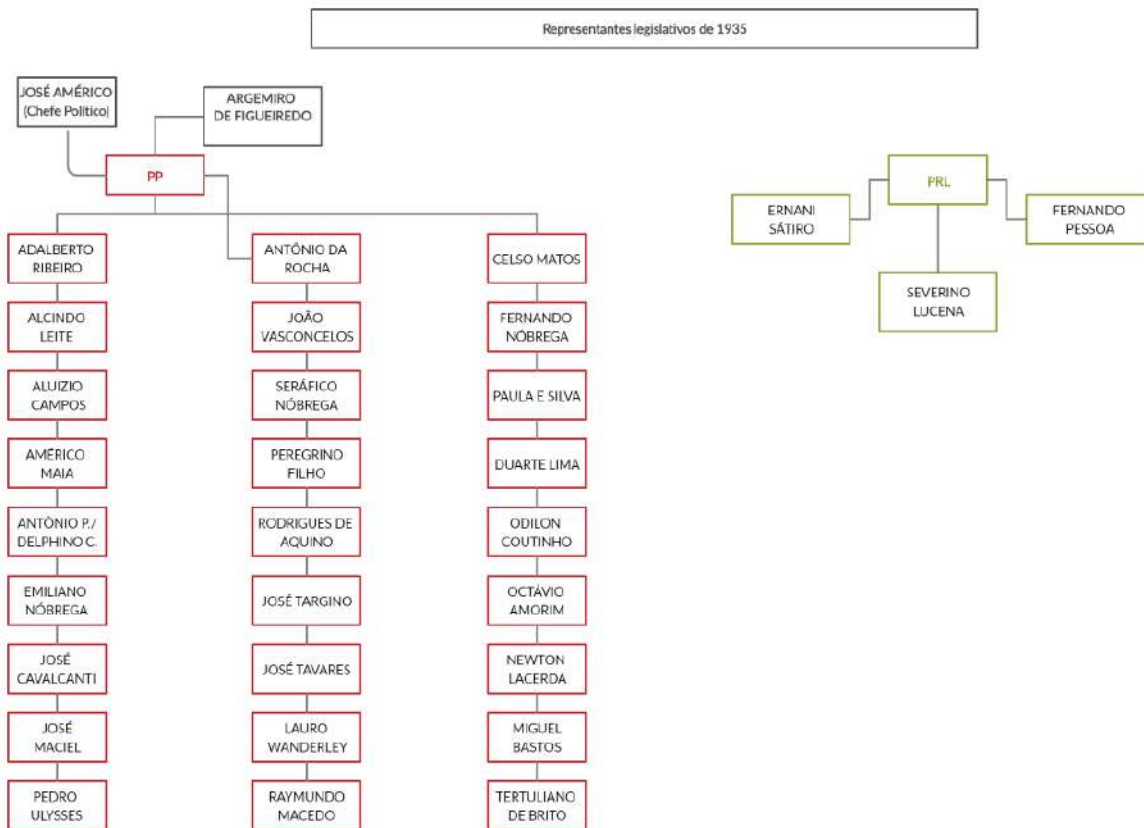 Representantes legislativos de 1935
JOSÉ AMÉRICO
(Chefe Político)
ARGEMIRO
DE FIGUEIREDO
PP
PRL
ERNANI
SÁTIRO
FERNANDO
PESSOA
SEVERINO
LUCENA
ADALBERTO
RIBEIRO
ALCINDO
LEITE
ALUIZIO
CAMPOS
AMÉRICO
MAIA
ANTÔNIO P./
DELPHINO C.
EMILIANO
NÓBREGA
JOSÉ
CAVALCANTI
JOSÉ
MACIEL
PEDRO
ULYSSES
ANTÔNIO DA
ROCHA
JOÃO
VASCONCELOS
SERÁFICO
NÓBREGA
PEREGRINO
FILHO
RODRIGUES DE
AQUINO
JOSÉ TARGINO
JOSÉ TAVARES
LAURO
WANDERLEY
RAYMUNDO
MACEDO
CELSO MATOS
FERNANDO
NÓBREGA
PAULA E SILVA
DUARTE LIMA
ODILON
COUTINHO
OCTÁVIO
AMORIM
NEWTON
LACERDA
MIGUEL
BASTOS
TERTULIANO
DE BRITO